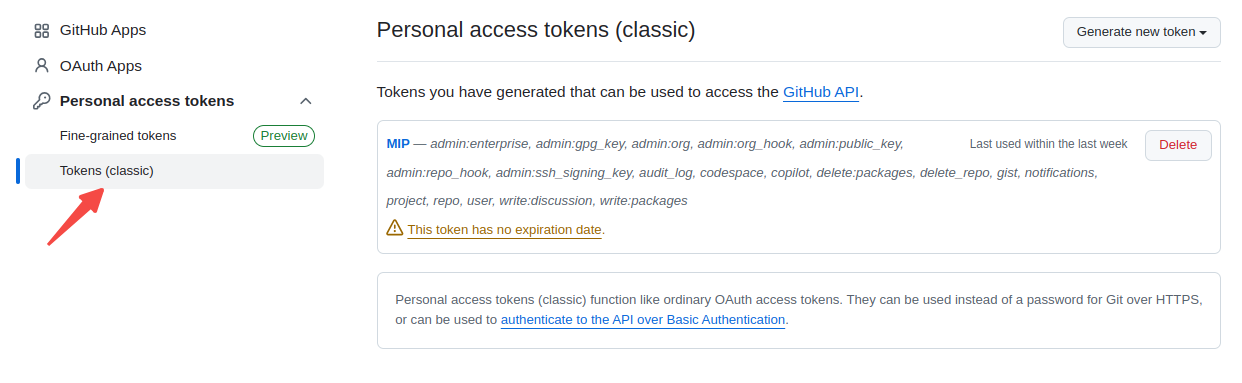 GitHub Apps
OAuth Apps
Personal access tokens
Fine-grained tokens Preview
Tokens (classic)
Personal access tokens (classic)
Generate new token
Tokens you have generated that can be used to access the GitHub API.
MIP — admin:enterprise, admin:gpg_key, admin:org, admin:org_hook, admin:public_key,
Last used within the last week
Delete
admin:repo_hook, admin:ssh_signing_key, audit_log, codespace, copilot, delete:packages, delete_repo, gist, notifications,
project, repo, user, write:discussion, write:packages
This token has no expiration date.
Personal access tokens (classic) function like ordinary OAuth access tokens. They can be used instead of a password for Git over HTTPS,
or can be used to authenticate to the API over Basic Authentication.